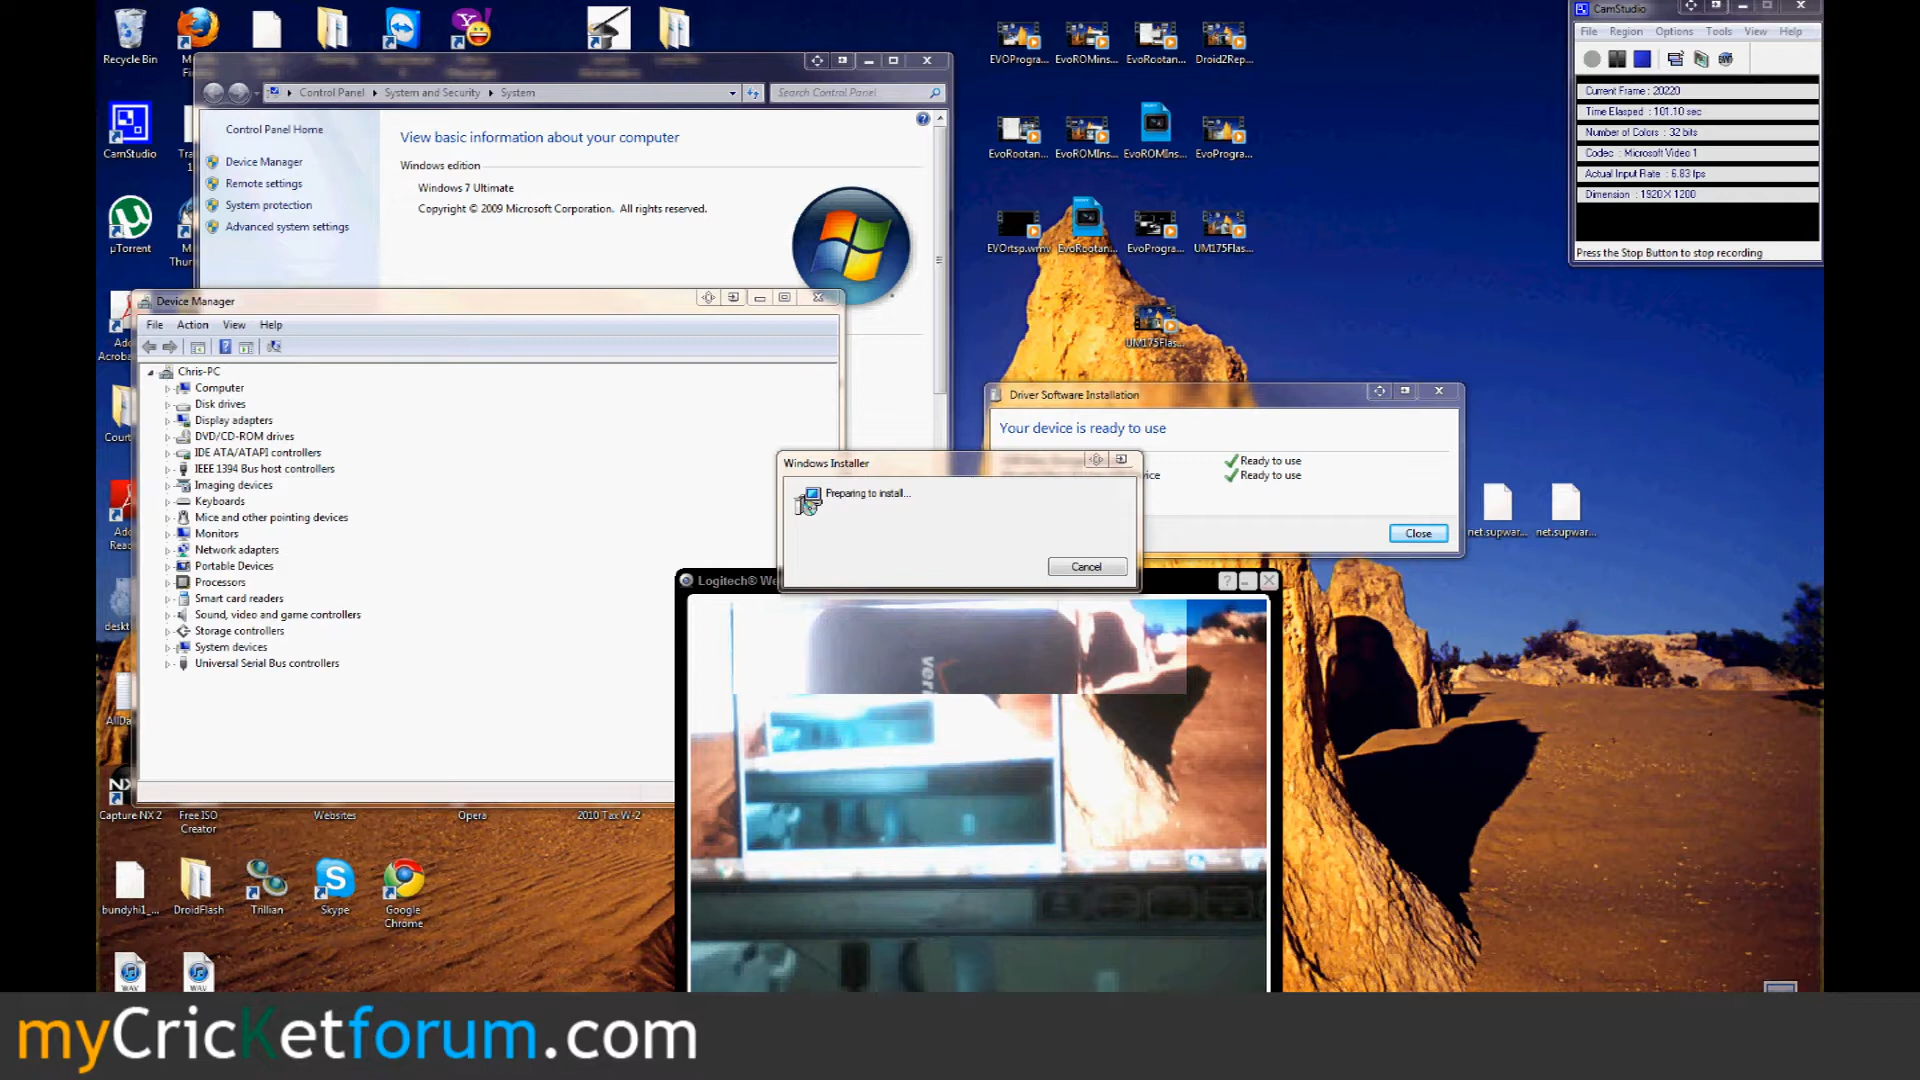 Recycle Bin
CamStudio
µTorrent
Capture NX 2
Free ISO
Creator
Websites
Opera
2010 Tax W-2
bundyhi1_...
DroidFlash
Trillian
Skype
Google
Chrome
WAV
WAV
Control Panel
System and Security
System
Search Control Panel
Control Panel Home
Device Manager
Remote settings
System protection
Advanced system settings
View basic information about your computer
Windows edition
Windows 7 Ultimate
Copyright © 2009 Microsoft Corporation. All rights reserved.
Device Manager
File Action View Help
Chris-PC
Computer
Disk drives
Display adapters
DVD/CD-ROM drives
IDE ATA/ATAPI controllers
IEEE 1394 Bus host controllers
Imaging devices
Keyboards
Mice and other pointing devices
Monitors
Network adapters
Portable Devices
Processors
Smart card readers
Sound, video and game controllers
Storage controllers
System devices
Universal Serial Bus controllers
EVOProgra...
EvoROMins...
EvoRootan...
Droid2Rep...
EvoRootan...
EvoROMIns...
EvoROMIns...
EvoProgra...
EVOrtsp.wmv
EvoRootan...
EvoProgra...
UM175Flas...
UM175Flas...
CamStudio
File Region Options Tools View Help
Current Frame : 20220
Time Elasped : 101.10 sec
Number of Colors : 32 bits
Codec : Microsoft Video 1
Actual Input Rate : 6.83 fps
Dimension : 1920 X 1200
Press the Stop Button to stop recording
Driver Software Installation
Your device is ready to use
Ready to use
Ready to use
Close
Windows Installer
Preparing to install...
Cancel
net.supwar...
net.supwar...
Logitech® We
veri
myCricKetforum.com